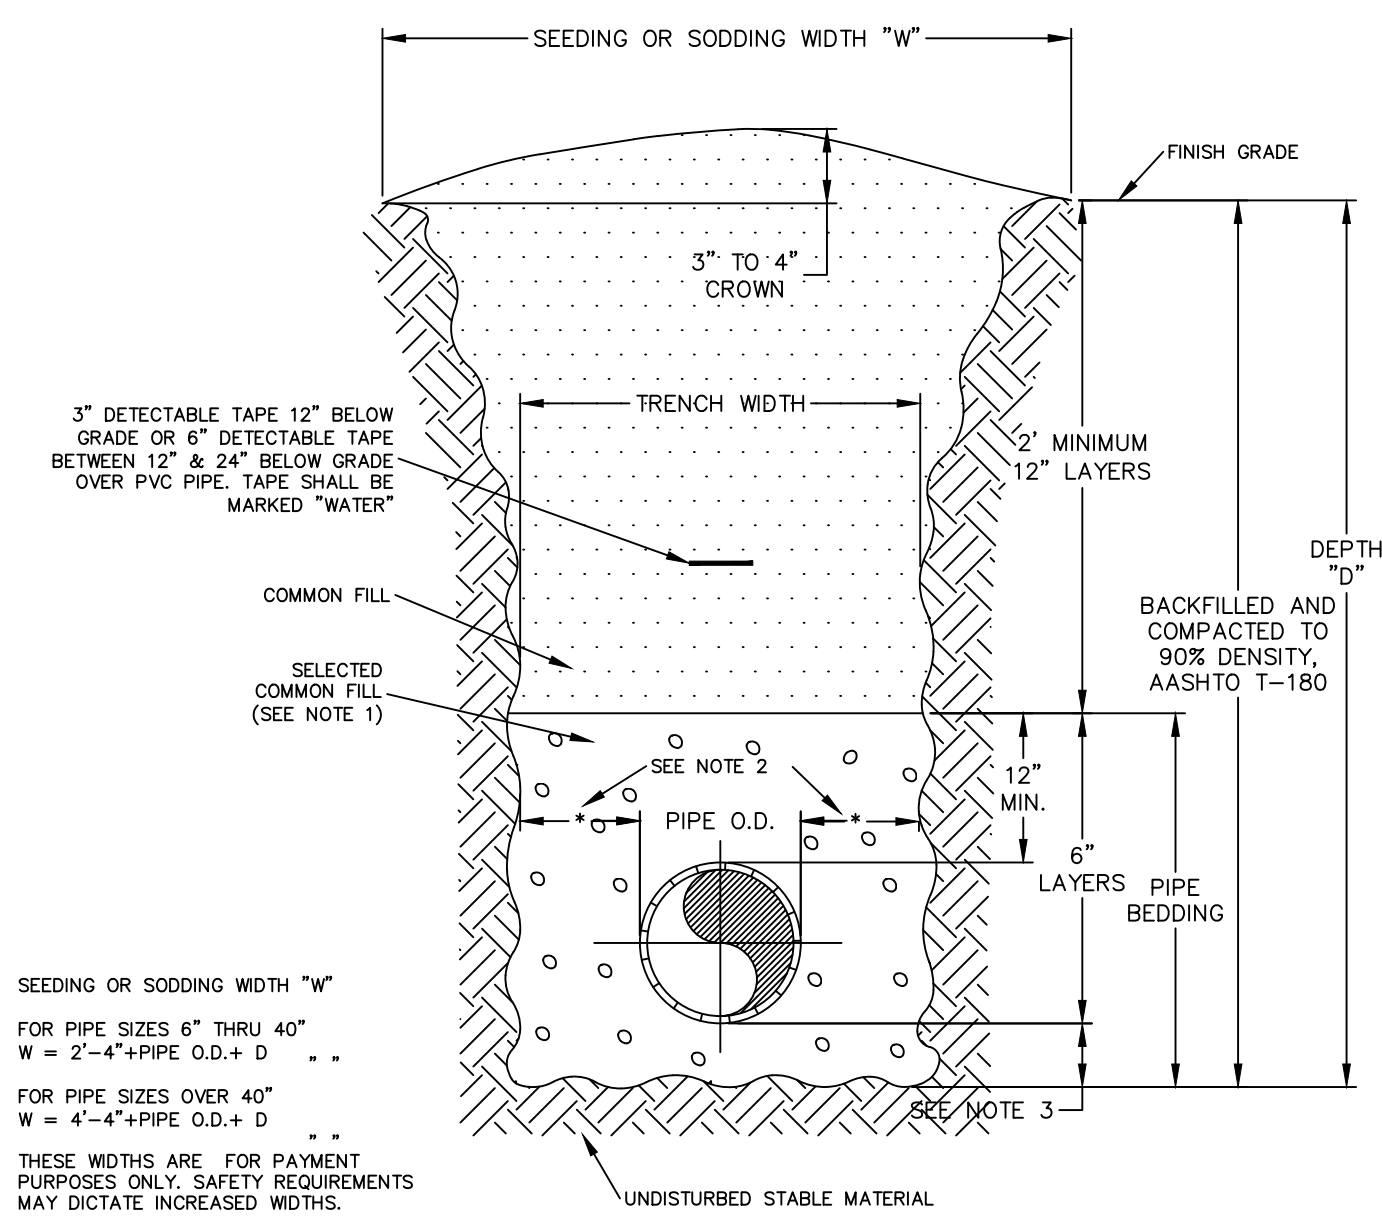 SEEDING OR SODDING WIDTH "W"
FINISH GRADE
3" TO 4"
CROWN
TRENCH WIDTH
3" DETECTABLE TAPE 12" BELOW
GRADE OR 6" DETECTABLE TAPE
BETWEEN 12" & 24" BELOW GRADE
OVER PVC PIPE. TAPE SHALL BE
MARKED "WATER"
2' MINIMUM
12" LAYERS
DEPTH
"D"
BACKFILLED AND
COMPACTED TO
90% DENSITY,
AASHTO T-180
COMMON FILL
SELECTED
COMMON FILL
(SEE NOTE 1)
SEE NOTE 2
* PIPE O.D. *
12"
MIN.
6"
LAYERS
PIPE
BEDDING
SEE NOTE 3
UNDISTURBED STABLE MATERIAL
SEEDING OR SODDING WIDTH "W"
FOR PIPE SIZES 6" THRU 40"
W = 2'-4"+PIPE O.D.+ D " "
FOR PIPE SIZES OVER 40"
W = 4'-4"+PIPE O.D.+ D
" "
THESE WIDTHS ARE FOR PAYMENT
PURPOSES ONLY. SAFETY REQUIREMENTS
MAY DICTATE INCREASED WIDTHS.